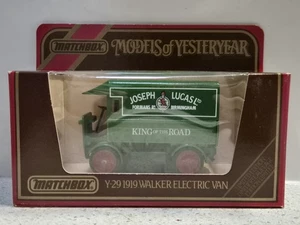 MATCHBOX
MODELS of YESTERYEAR
JOSEPH LUCAS LTD
BIRMINGHAM
KING OF THE ROAD
MATCHBOX
Y-29 1919 WALKER ELECTRIC VAN